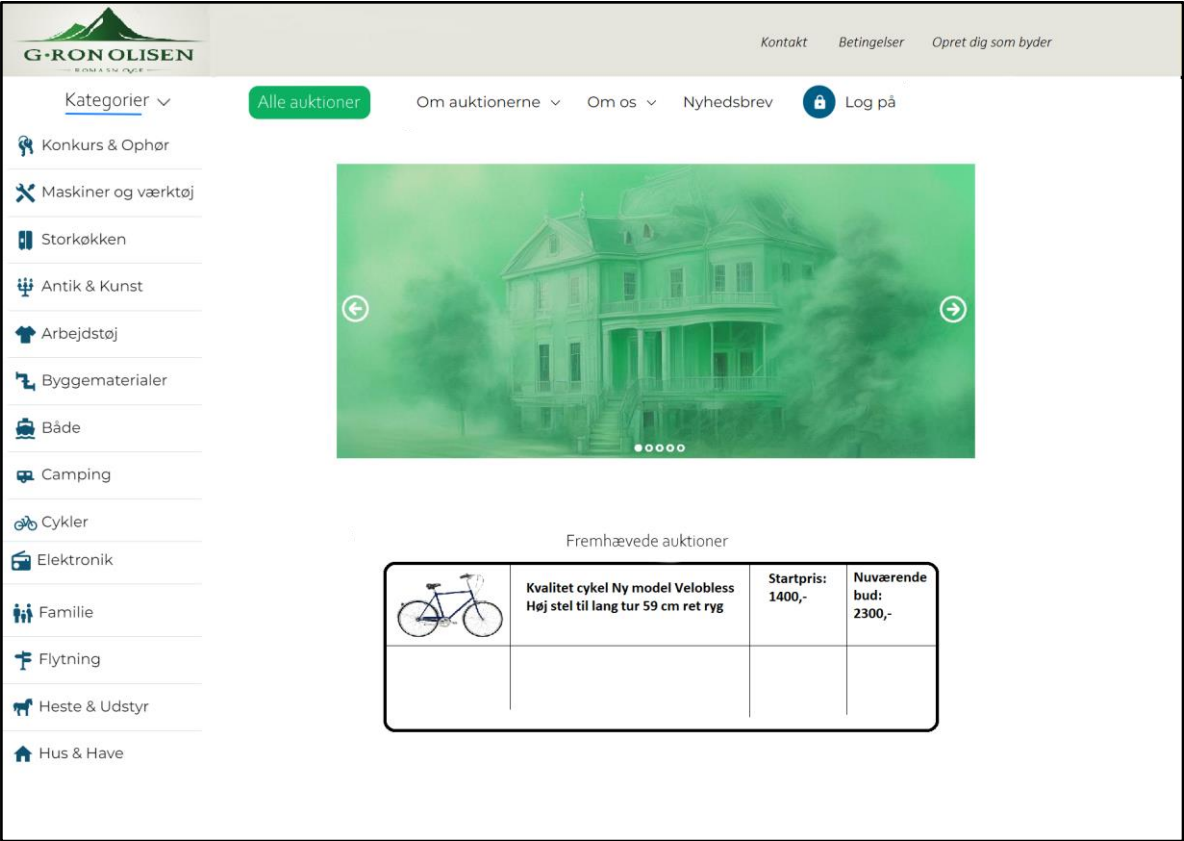 G·RON OLISEN
Kontakt Betingelser Opret dig som byder
Kategorier
Alle auktioner Om auktionerne Om os Nyhedsbrev Log på
Konkurs & Ophør
Maskiner og værktøj
Storkøkken
Antik & Kunst
Arbejdstøj
Byggematerialer
Både
Camping
Cykler
Elektronik
Familie
Flytning
Heste & Udstyr
Hus & Have
Fremhævede auktioner
Kvalitet cykel Ny model Velobless
Høj stel til lang tur 59 cm ret ryg
Startpris:
1400,-
Nuværende
bud:
2300,-